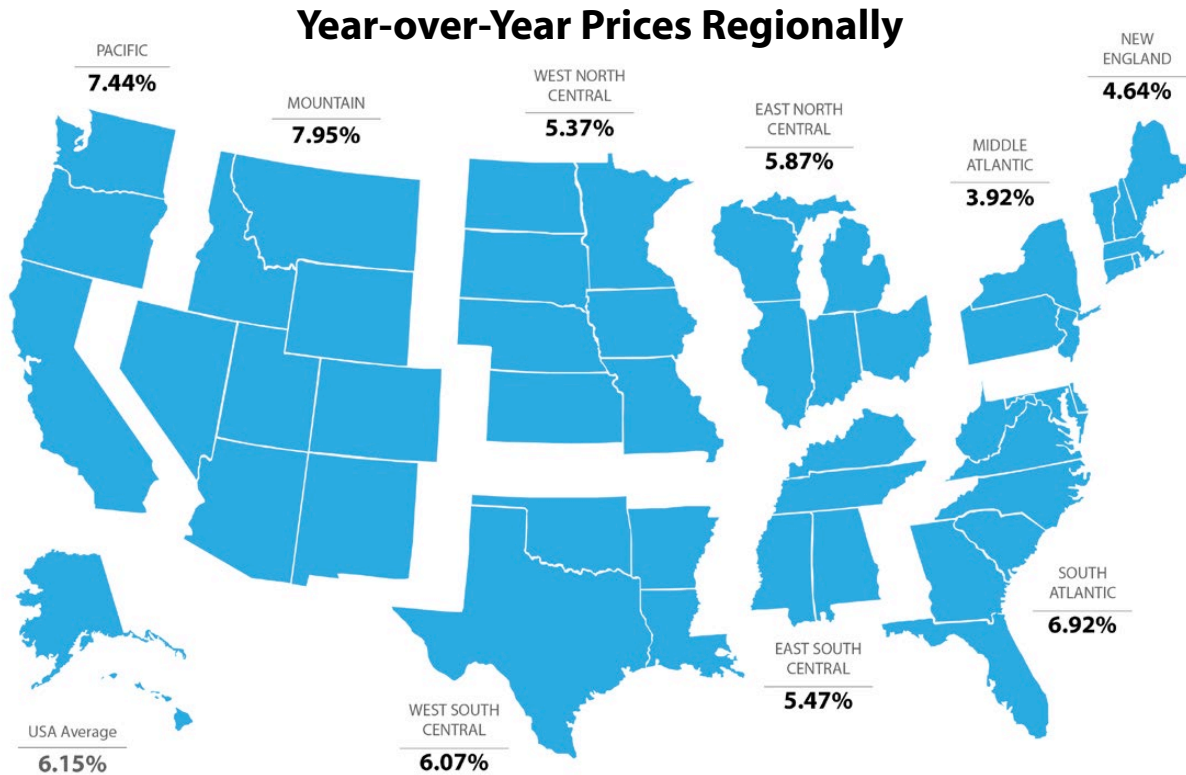 Year-over-Year Prices Regionally
PACIFIC
7.44%
MOUNTAIN
7.95%
WEST NORTH
CENTRAL
5.37%
EAST NORTH
CENTRAL
5.87%
NEW
ENGLAND
4.64%
MIDDLE
ATLANTIC
3.92%
SOUTH
ATLANTIC
6.92%
EAST SOUTH
CENTRAL
5.47%
WEST SOUTH
CENTRAL
6.07%
USA Average
6.15%